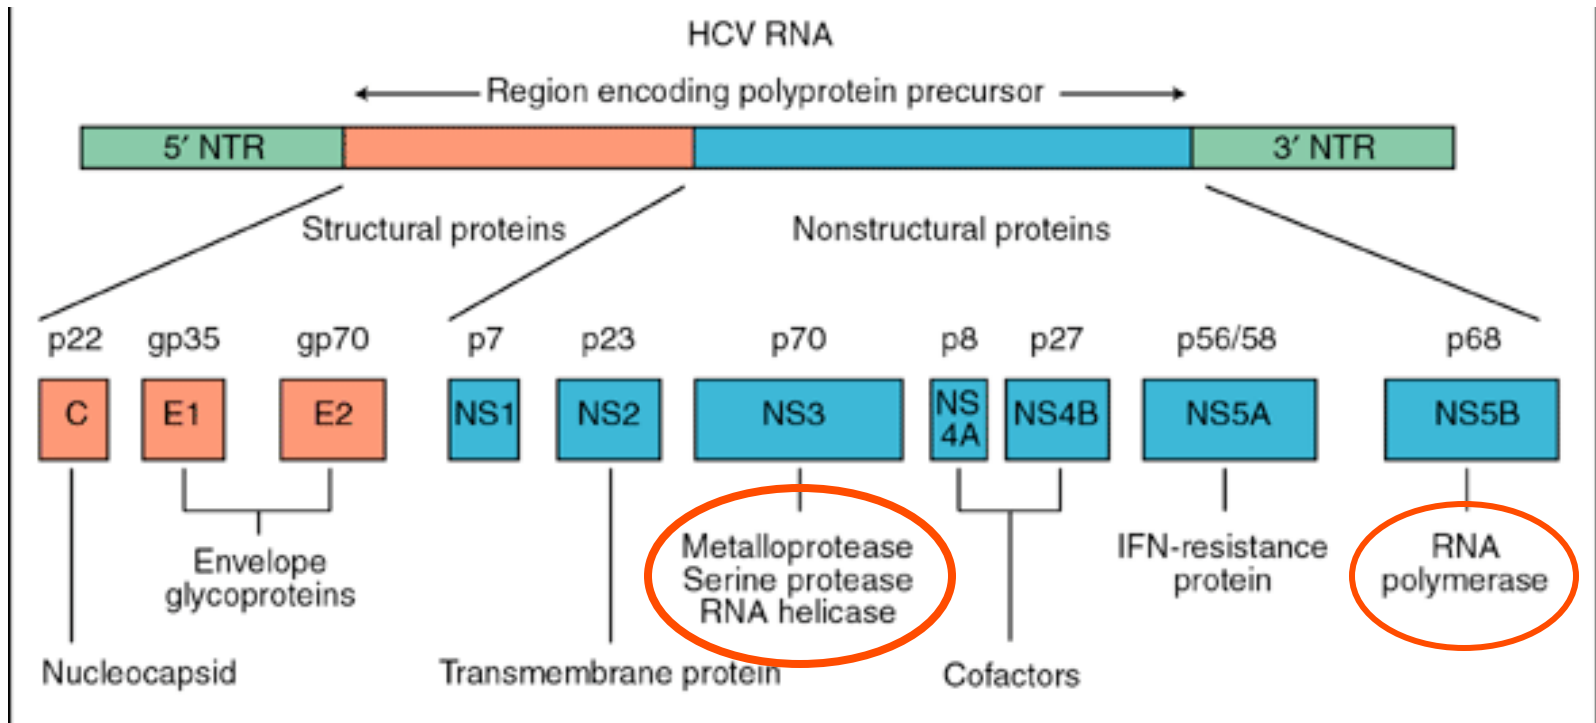 HCV RNA
Region encoding polyprotein precursor
5′ NTR
3′ NTR
Structural proteins
Nonstructural proteins
p22
gp35
gp70
p7
p23
p70
p8
p27
p56/58
p68
C
E1
E2
NS1
NS2
NS3
NS
4A
NS4B
NS5A
NS5B
Envelope
glycoproteins
Metalloprotease
Serine protease
RNA helicase
IFN-resistance
protein
RNA
polymerase
Nucleocapsid
Transmembrane protein
Cofactors